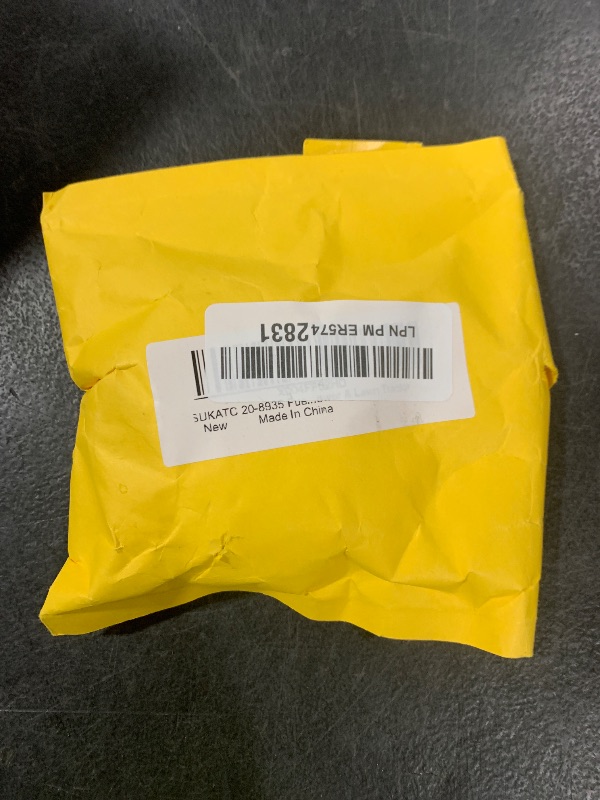 LPN PM ER5742831
SUKATC 20-8935
New Made In China